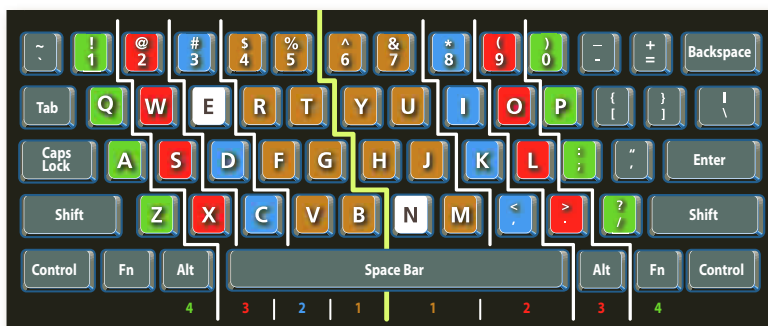 ~ ! @ # $ % ^ & * ( ) _ +
` 1 2 3 4 5 6 7 8 9 0 - = Backspace
Tab Q W E R T Y U I O P { [ } ] | \
Caps Lock A S D F G H J K L : ; " ' Enter
Shift Z X C V B N M < , > . ? / Shift
Control Fn Alt Space Bar Alt Fn Control
4 3 2 1 1 2 3 4